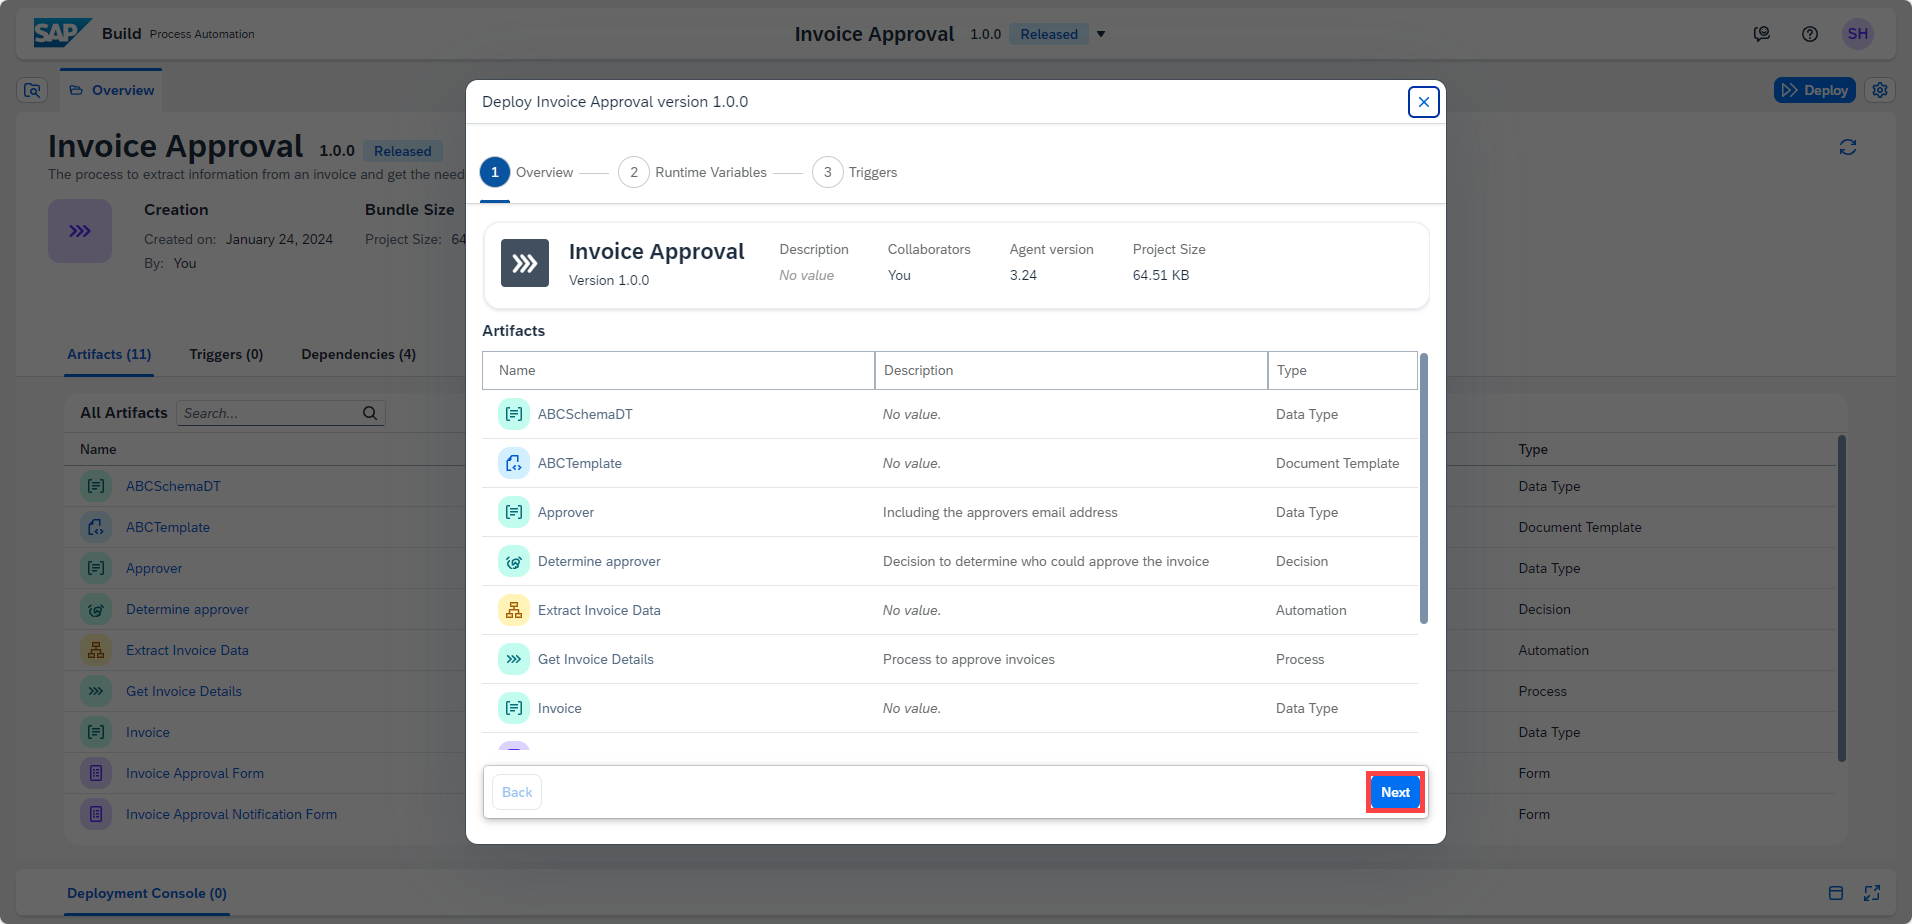 SAP Build Process Automation
Invoice Approval 1.0.0 Released
SH
Overview
Deploy
Invoice Approval 1.0.0 Released
The process to extract information from an invoice and get the need
Creation
Created on: January 24, 2024
By: You
Bundle Size
Project Size: 64
Artifacts (11) Triggers (0) Dependencies (4)
All Artifacts Search...
Name Type
ABCSchemaDT Data Type
ABCTemplate Document Template
Approver Data Type
Determine approver Decision
Extract Invoice Data Automation
Get Invoice Details Process
Invoice Data Type
Invoice Approval Form Form
Invoice Approval Notification Form Form
Deployment Console (0)
Deploy Invoice Approval version 1.0.0
1 Overview 2 Runtime Variables 3 Triggers
Invoice Approval
Version 1.0.0
Description Collaborators Agent version Project Size
No value You 3.24 64.51 KB
Artifacts
Name Description Type
ABCSchemaDT No value. Data Type
ABCTemplate No value. Document Template
Approver Including the approvers email address Data Type
Determine approver Decision to determine who could approve the invoice Decision
Extract Invoice Data No value. Automation
Get Invoice Details Process to approve invoices Process
Invoice No value. Data Type
Back Next